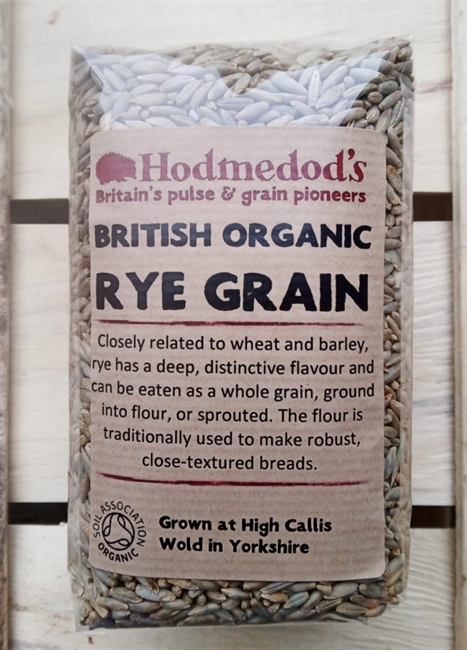 Hodmedod's
Britain's pulse & grain pioneers
BRITISH ORGANIC
RYE GRAIN
Closely related to wheat and barley,
rye has a deep, distinctive flavour and
can be eaten as a whole grain, ground
into flour, or sprouted. The flour is
traditionally used to make robust,
close-textured breads.
SOIL ASSOCIATION
ORGANIC
Grown at High Callis
Wold in Yorkshire